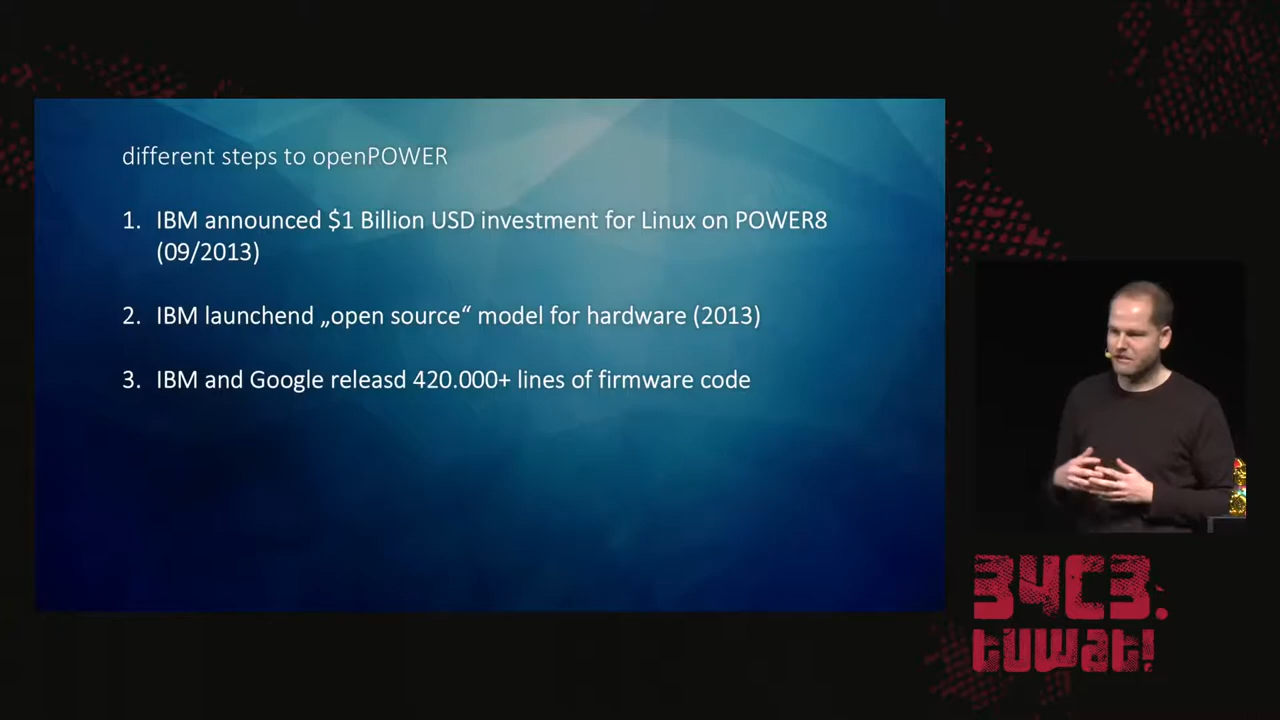 different steps to openPOWER
1. IBM announced $1 Billion USD investment for Linux on POWER8
(09/2013)
2. IBM launchend „open source“ model for hardware (2013)
3. IBM and Google releasd 420.000+ lines of firmware code
34C3.
tuwat!